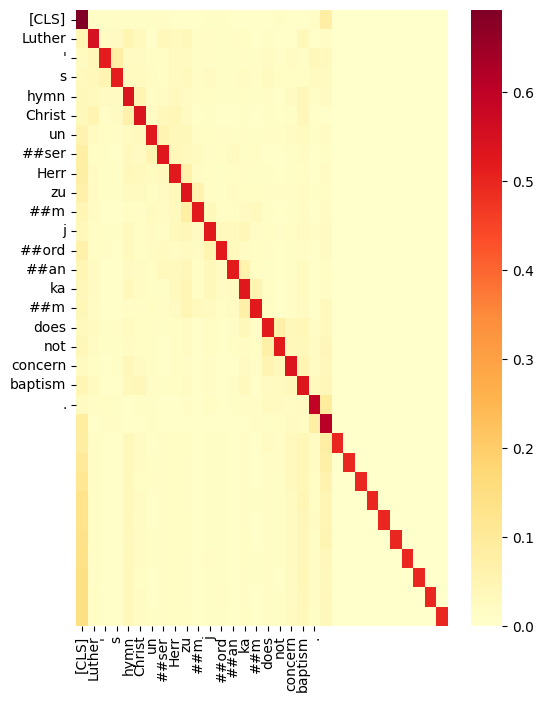 [CLS]
Luther
'
s
hymn
Christ
un
##ser
Herr
zu
##m
j
##ord
##an
ka
##m
does
not
concern
baptism
.
0.6
0.5
0.4
0.3
0.2
0.1
0.0
[CLS]
Luther
'
s
hymn
Christ
un
##ser
Herr
zu
##m
j
##ord
##an
ka
##m
does
not
concern
baptism
.